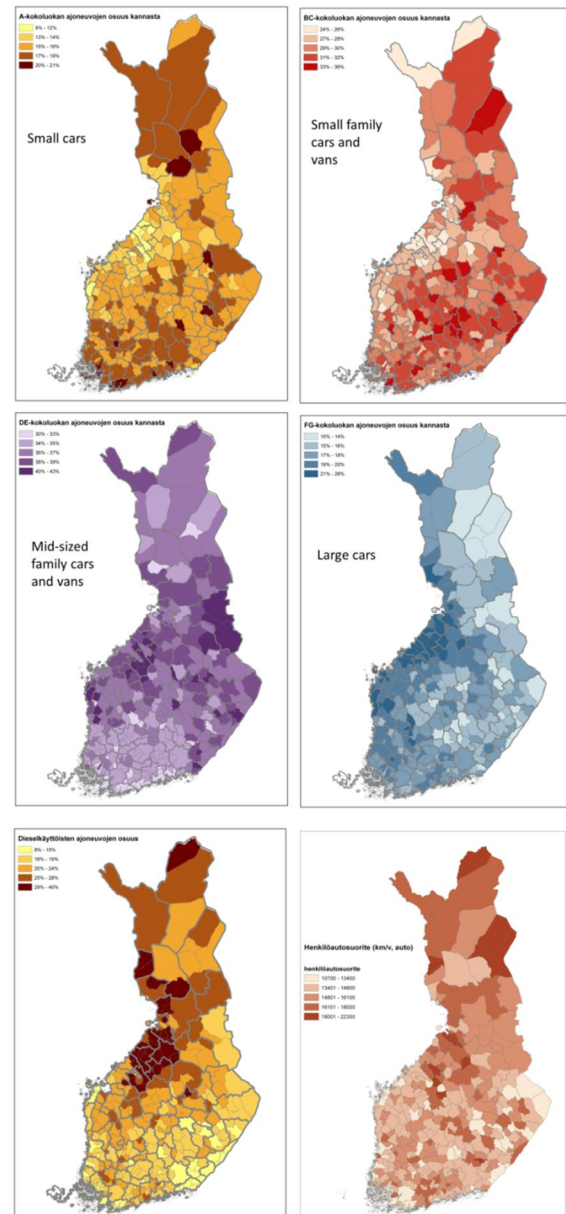 A-kokoluokan ajoneuvojen osuus kannasta
8% - 12%
13% - 14%
15% - 16%
17% - 19%
20% - 21%
Small cars
BC-kokoluokan ajoneuvojen osuus kannasta
24% - 26%
27% - 28%
29% - 30%
31% - 32%
33% - 36%
Small family
cars and
vans
DE-kokoluokan ajoneuvojen osuus kannasta
30% - 33%
34% - 35%
36% - 37%
38% - 39%
40% - 43%
Mid-sized
family cars
and vans
FG-kokoluokan ajoneuvojen osuus kannasta
10% - 14%
15% - 16%
17% - 18%
19% - 20%
21% - 26%
Large cars
Dieselkäyttöisten ajoneuvojen osuus
8% - 15%
16% - 19%
20% - 24%
25% - 28%
29% - 40%
Henkilöautosuorite (km/v, auto)
henkilöautosuorite
10700 - 13400
13401 - 14800
14801 - 16100
16101 - 18000
18001 - 22300